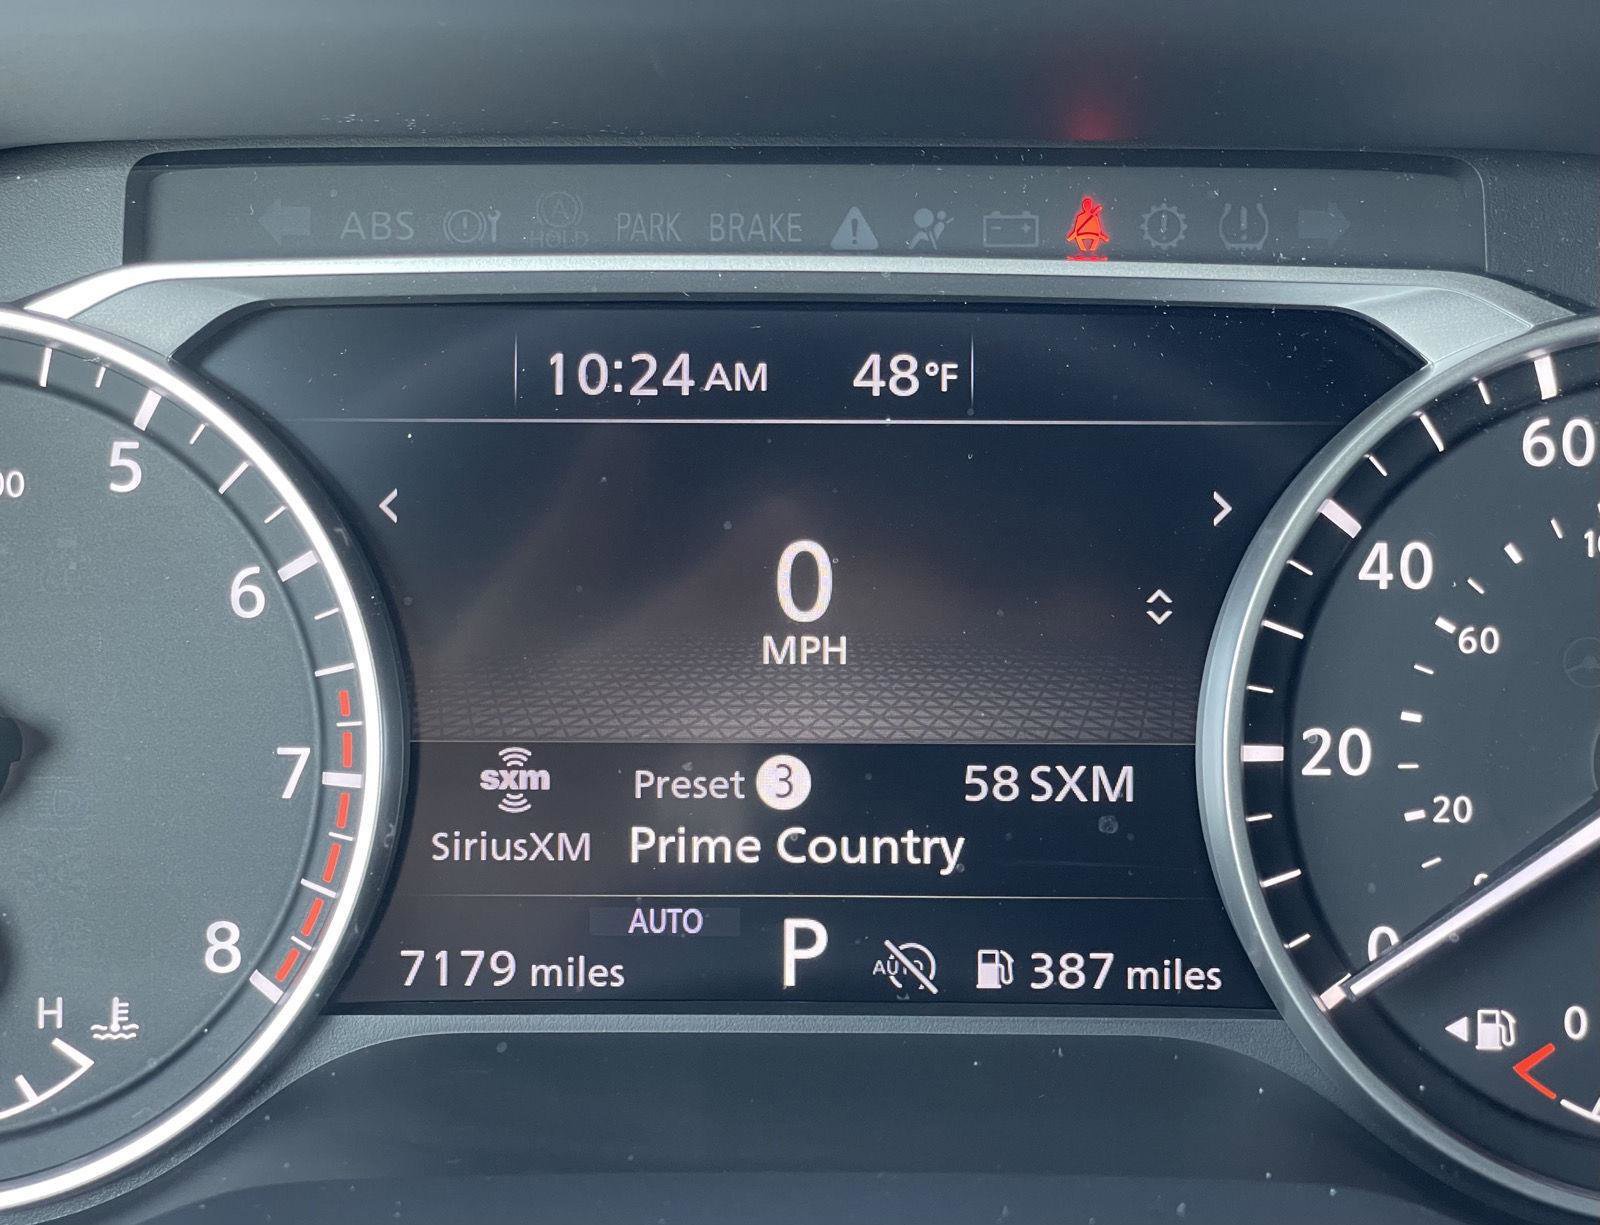 ABS
HOLD
PARK BRAKE
10:24 AM 48°F
0
MPH
sxm Preset 3 58 SXM
SiriusXM Prime Country
AUTO
7179 miles P AUTO 387 miles
5
6
7
8
H
60
40
20
0
60
20
0